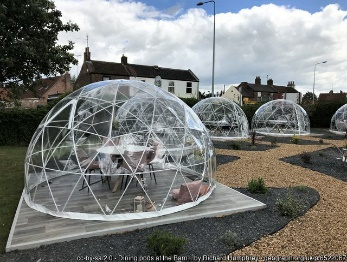 cc-by-sa/2.0 - Dining pods at the Barn - by Richard Humphrey - geograph.org.uk/p/